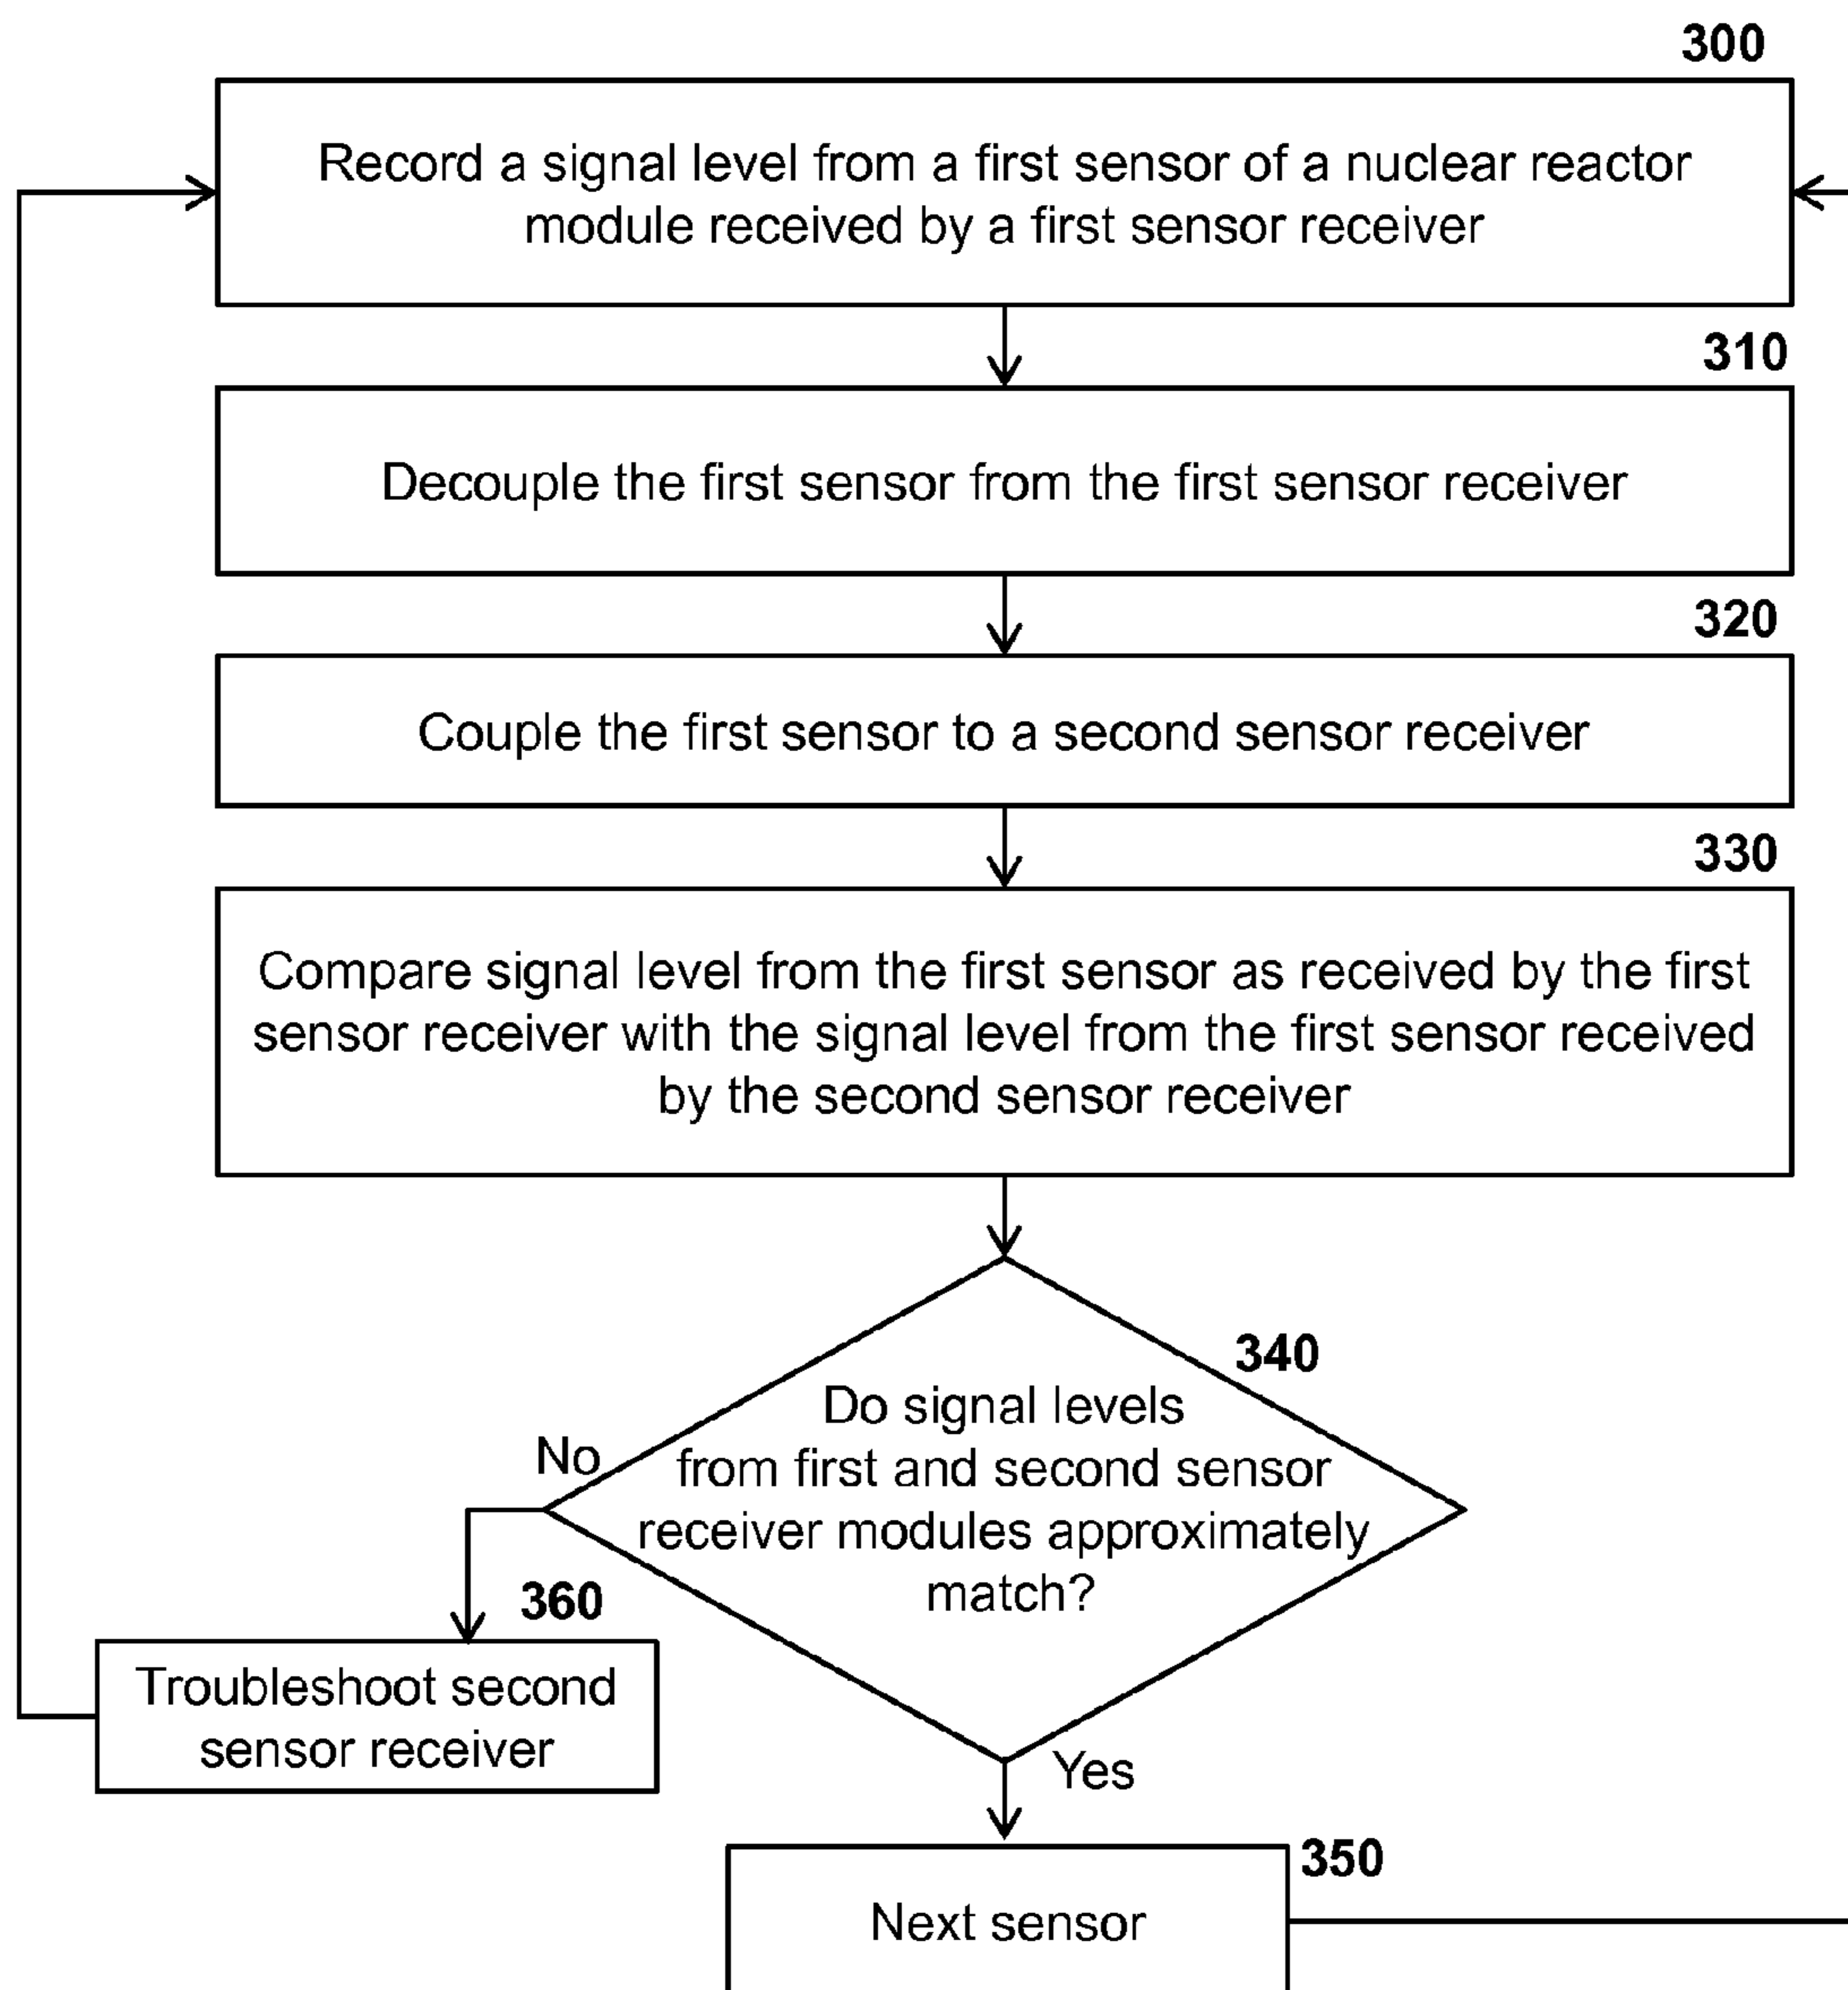 300
Record a signal level from a first sensor of a nuclear reactor
module received by a first sensor receiver
310
Decouple the first sensor from the first sensor receiver
320
Couple the first sensor to a second sensor receiver
330
Compare signal level from the first sensor as received by the first
sensor receiver with the signal level from the first sensor received
by the second sensor receiver
340
Do signal levels
from first and second sensor
receiver modules approximately
match?
No
360
Troubleshoot second
sensor receiver
Yes
350
Next sensor